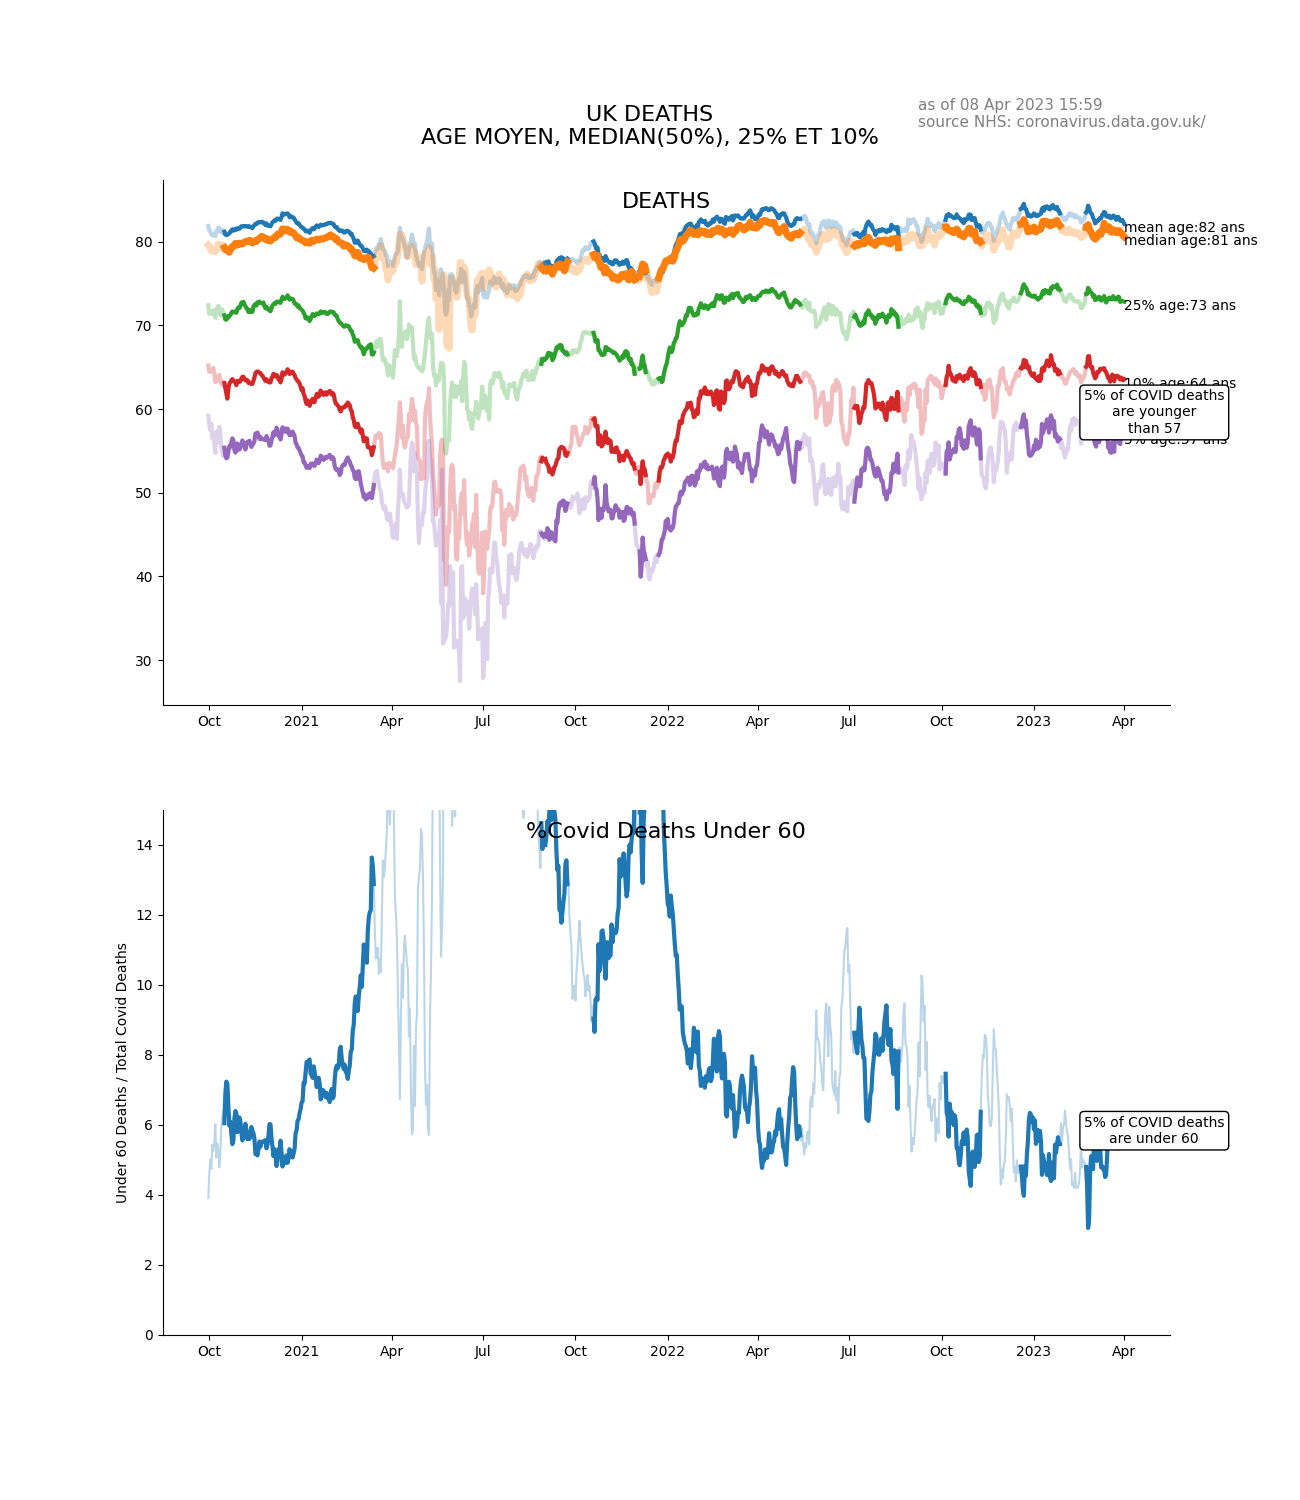 UK DEATHS
AGE MOYEN, MEDIAN(50%), 25% ET 10%
as of 08 Apr 2023 15:59
source NHS: coronavirus.data.gov.uk/
DEATHS
80
70
60
50
40
30
mean age:82 ans
median age:81 ans
25% age:73 ans
10% age:64 ans
5% of COVID deaths
are younger
than 57
5% age:57 ans
Oct
2021
Apr
Jul
Oct
2022
Apr
Jul
Oct
2023
Apr
%Covid Deaths Under 60
Under 60 Deaths / Total Covid Deaths
14
12
10
8
6
4
2
0
5% of COVID deaths
are under 60
Oct
2021
Apr
Jul
Oct
2022
Apr
Jul
Oct
2023
Apr